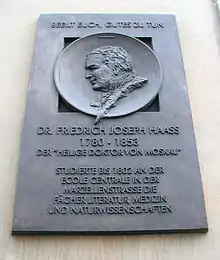 BEEILT EUCH, GUTES ZU TUN
DR. FRIEDRICH JOSEPH HAASS
1780 - 1853
DER "HEILIGE DOKTOR VON MOSKAU"
STUDIERTE BIS 1802 AN DER
ECOLE CENTRALE IN DER
MARZELLENSTRASSE DIE
FÄCHER LITERATUR, MEDIZIN
UND NATURWISSENSCHAFTEN